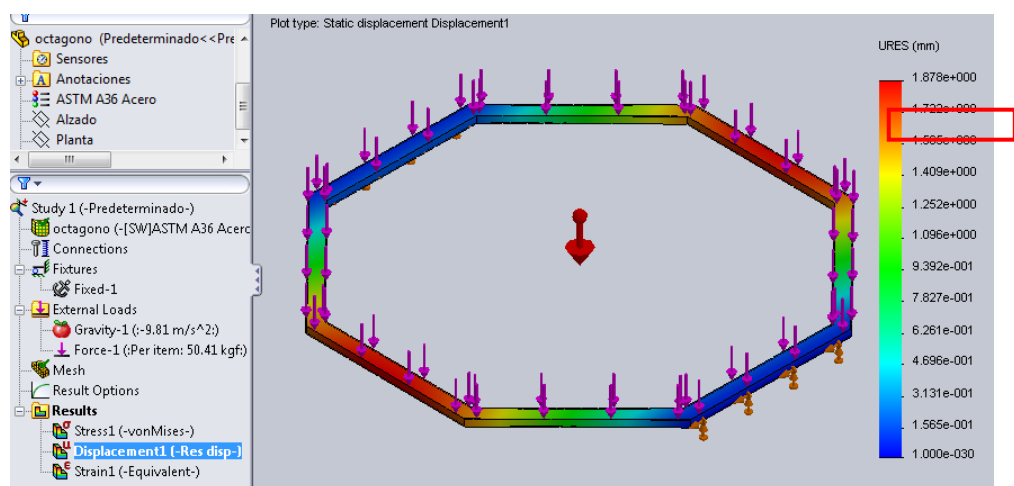 octagono (Predeterminado<<Pre
Sensores
Anotaciones
ASTM A36 Acero
Alzado
Planta
Study 1 (-Predeterminado-)
octogono (-[SW]ASTM A36 Acerc
Connections
Fixtures
Fixed-1
External Loads
Gravity-1 (:-9.81 m/s^2:)
Force-1 (:Per item: 50.41 kgf:)
Mesh
Result Options
Results
Stress1 (-vonMises-)
Displacement1 (-Res disp-)
Strain1 (-Equivalent-)
Plot type: Static displacement Displacement1
URES (mm)
1.878e+000
1.409e+000
1.252e+000
1.096e+000
9.392e-001
7.827e-001
6.261e-001
4.696e-001
3.131e-001
1.565e-001
1.000e-030